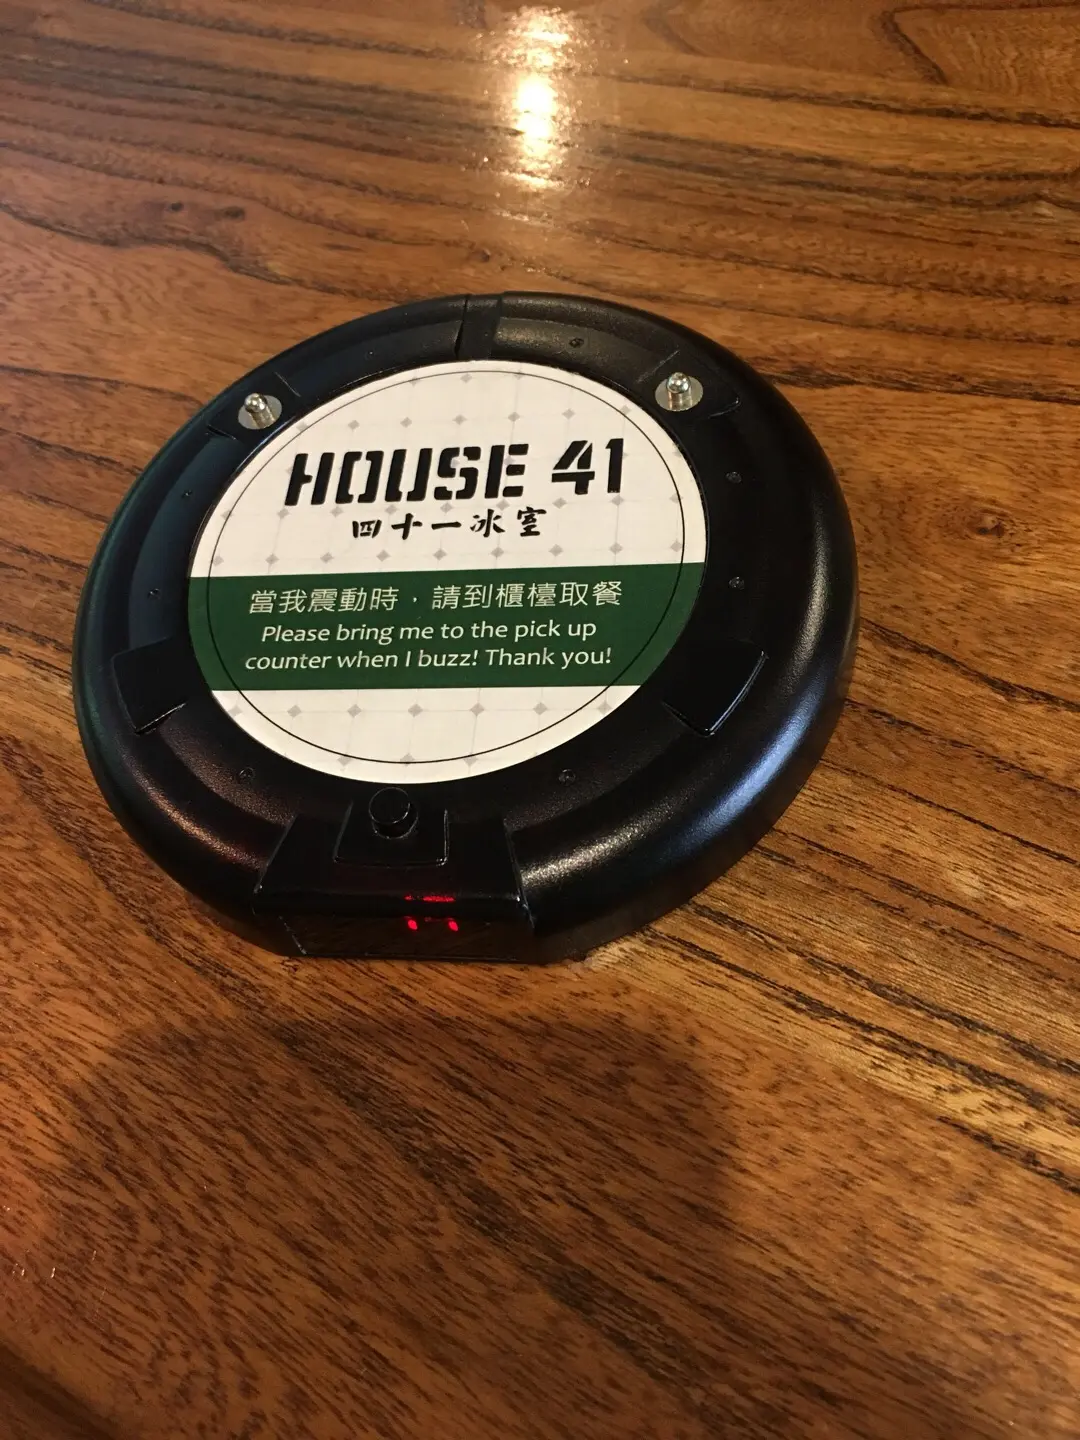 HOUSE 41
四十一冰室
當我震動時，請到櫃檯取餐
Please bring me to the pick up
counter when I buzz! Thank you!